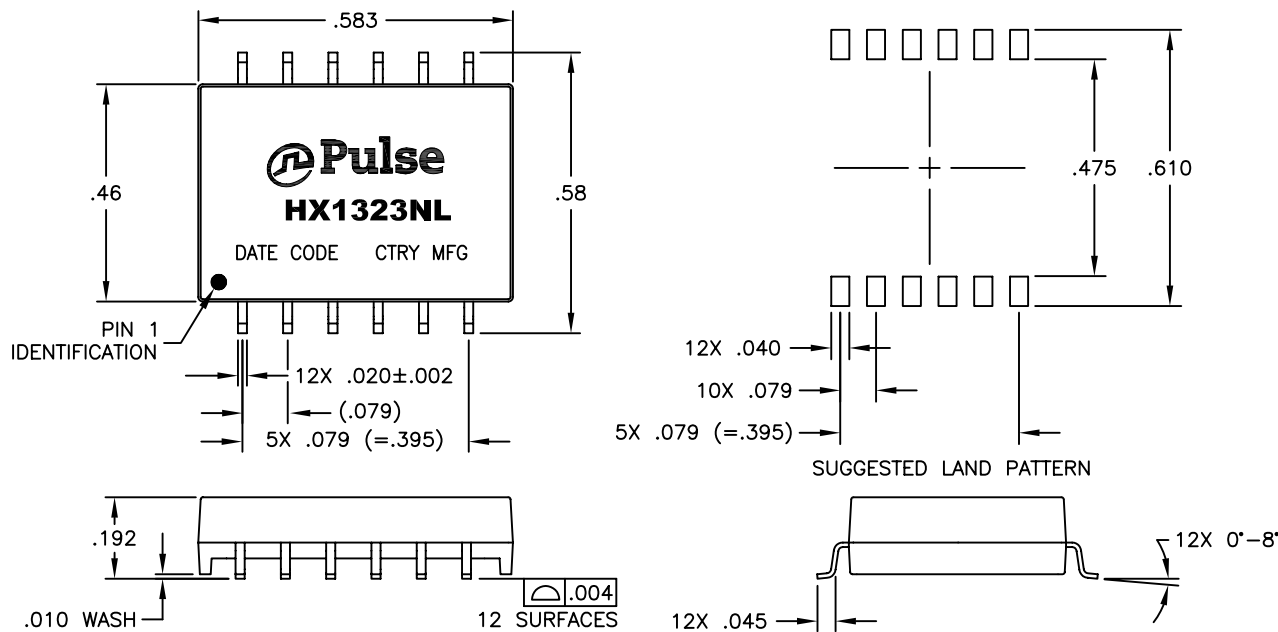 .583
.46
.58
Pulse
HX1323NL
DATE CODE CTRY MFG
PIN 1
IDENTIFICATION
12X .020±.002
(.079)
5X .079 (=.395)
.475
.610
12X .040
10X .079
5X .079 (=.395)
SUGGESTED LAND PATTERN
.192
.010 WASH
.004
12 SURFACES
12X 0°-8°
12X .045